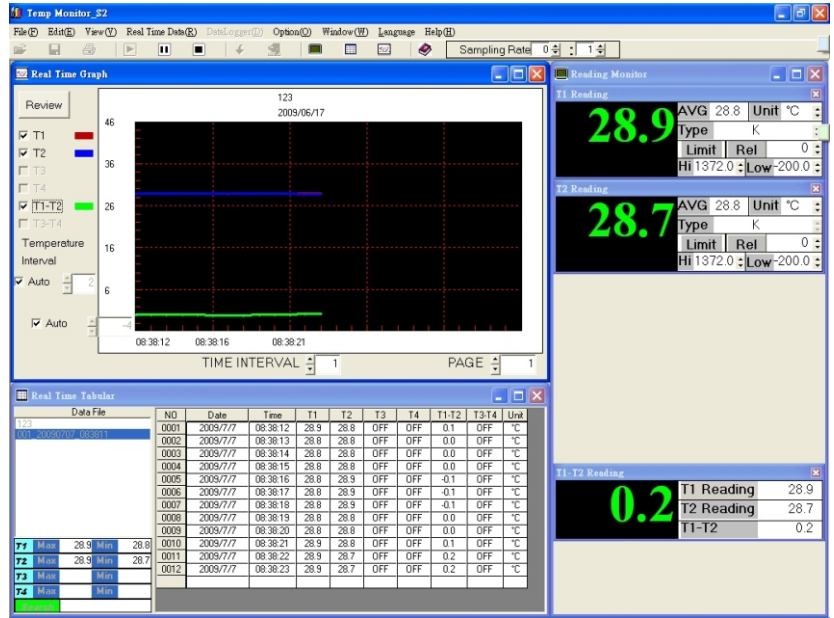 Temp Monitor_S2
File(F) Edit(E) View(V) Real Time Data(R) DataLogger(D) Option(O) Window(W) Language Help(H)
Sampling Rate 0 : 1
Real Time Graph
Review
123
2009/06/17
T1
T2
T3
T4
T1-T2
T3-T4
Temperature
Interval
Auto 2
Auto -4
46
36
26
16
6
08:38:12 08:38:16 08:38:21
TIME INTERVAL 1 PAGE 1
Reading Monitor
T1 Reading
28.9
AVG 28.8 Unit °C
Type K
Limit Rel 0
Hi 1372.0 Low -200.0
T2 Reading
28.7
AVG 28.8 Unit °C
Type K
Limit Rel 0
Hi 1372.0 Low -200.0
T1-T2 Reading
0.2
T1 Reading 28.9
T2 Reading 28.7
T1-T2 0.2
Real Time Tabular
Data File
123
001_20090707_083811
T1 Max 28.9 Min 28.8
T2 Max 28.9 Min 28.7
T3 Max Min
T4 Max Min
Search
NO Date Time T1 T2 T3 T4 T1-T2 T3-T4 Unit
0001 2009/7/7 08:38:12 28.9 28.8 OFF OFF 0.1 OFF °C
0002 2009/7/7 08:38:13 28.8 28.8 OFF OFF 0.0 OFF °C
0003 2009/7/7 08:38:14 28.8 28.8 OFF OFF 0.0 OFF °C
0004 2009/7/7 08:38:15 28.8 28.8 OFF OFF 0.0 OFF °C
0005 2009/7/7 08:38:16 28.8 28.9 OFF OFF -0.1 OFF °C
0006 2009/7/7 08:38:17 28.8 28.9 OFF OFF -0.1 OFF °C
0007 2009/7/7 08:38:18 28.8 28.9 OFF OFF -0.1 OFF °C
0008 2009/7/7 08:38:19 28.8 28.8 OFF OFF 0.0 OFF °C
0009 2009/7/7 08:38:20 28.8 28.8 OFF OFF 0.0 OFF °C
0010 2009/7/7 08:38:21 28.9 28.8 OFF OFF 0.1 OFF °C
0011 2009/7/7 08:38:22 28.9 28.7 OFF OFF 0.2 OFF °C
0012 2009/7/7 08:38:23 28.9 28.7 OFF OFF 0.2 OFF °C